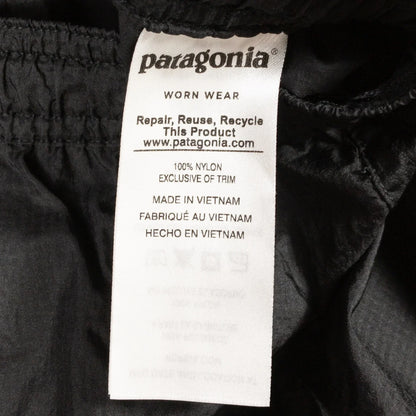 patagonia®
WORN WEAR
Repair, Reuse, Recycle
This Product
www.patagonia.com
100% NYLON
EXCLUSIVE OF TRIM
MADE IN VIETNAM
FABRIQUÉ AU VIETNAM
HECHO EN VIETNAM